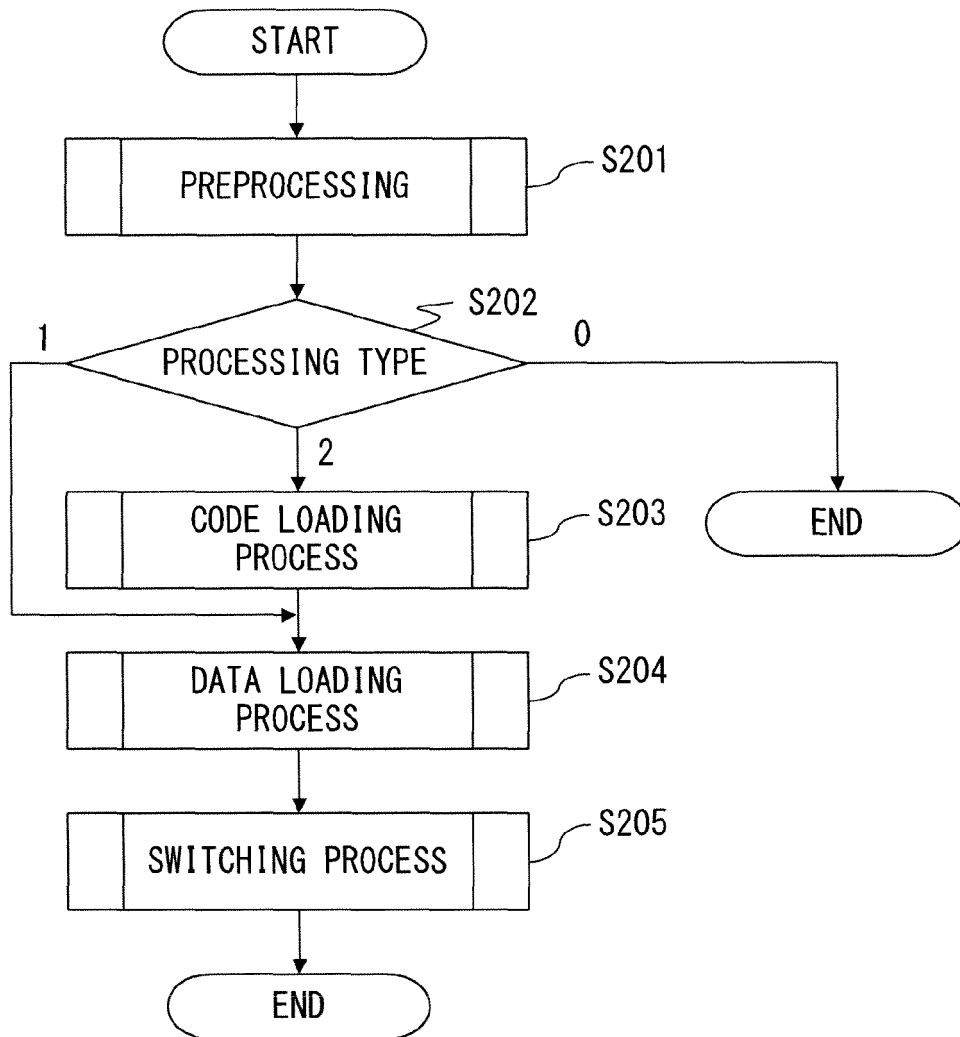 START
PREPROCESSING
S201
S202
1
PROCESSING TYPE
0
2
CODE LOADING
PROCESS
S203
END
DATA LOADING
PROCESS
S204
SWITCHING PROCESS
S205
END